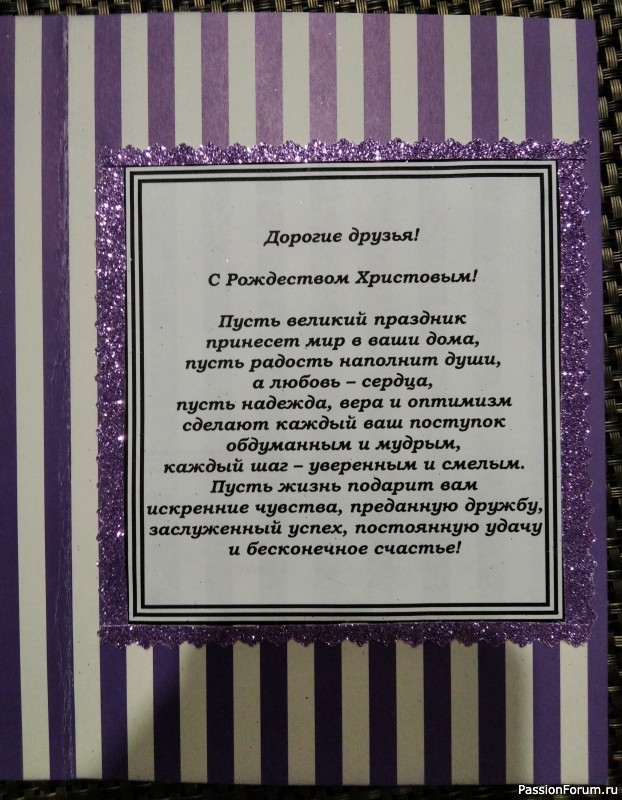 Дорогие друзья!
С Рождеством Христовым!
Пусть великий праздник
принесет мир в ваши дома,
пусть радость наполнит души,
а любовь – сердца,
пусть надежда, вера и оптимизм
сделают каждый ваш поступок
обдуманным и мудрым,
каждый шаг – уверенным и смелым.
Пусть жизнь подарит вам
искренние чувства, преданную дружбу,
заслуженный успех, постоянную удачу
и бесконечное счастье!
PassionForum.ru